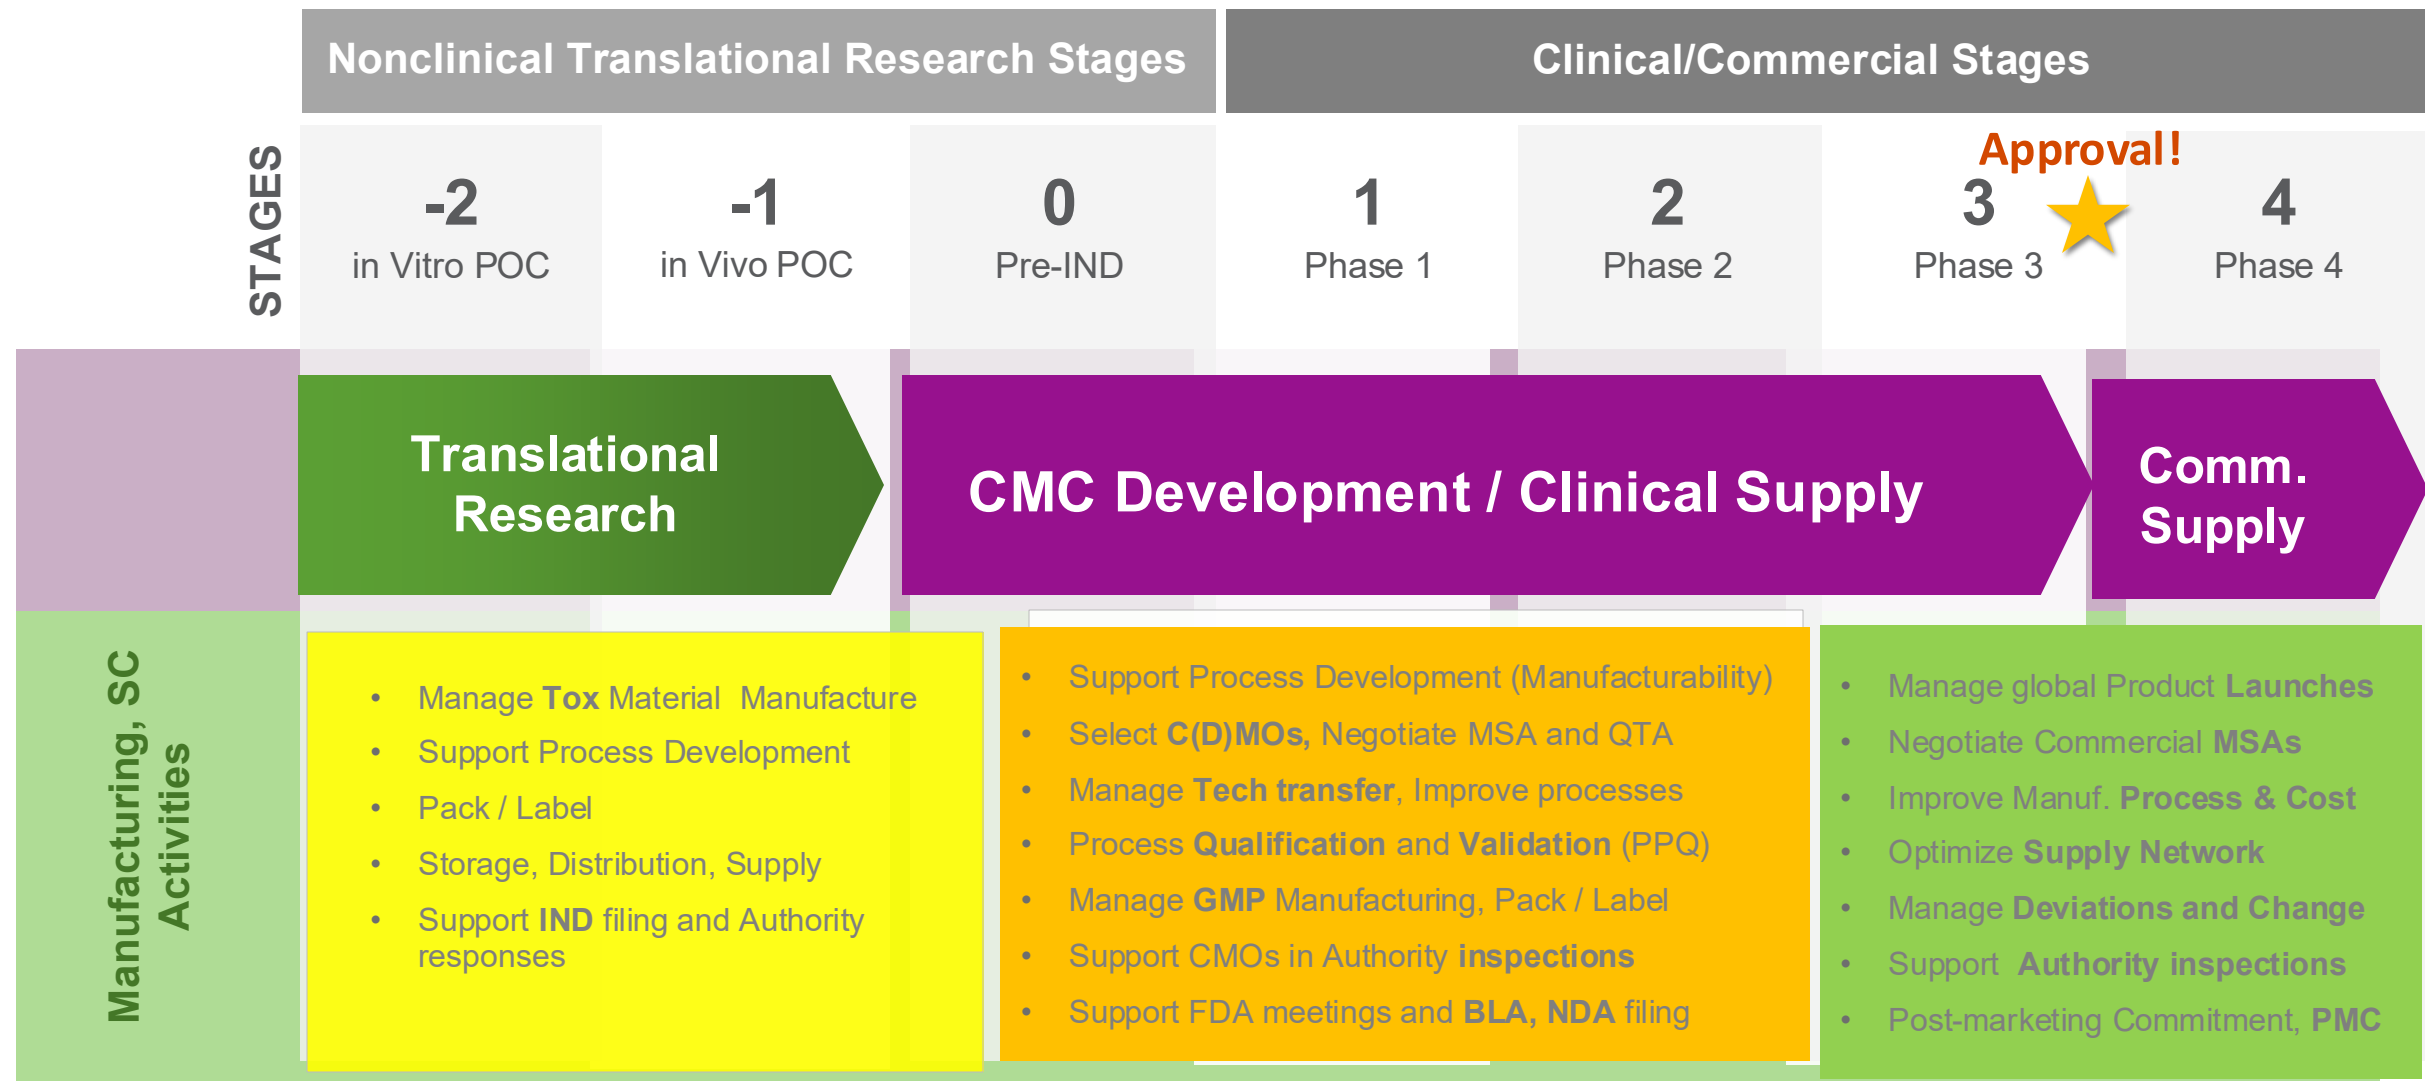 Nonclinical Translational Research Stages
Clinical/Commercial Stages
STAGES
-2
in Vitro POC
-1
in Vivo POC
0
Pre-IND
1
Phase 1
2
Phase 2
3
Phase 3
Approval!
4
Phase 4
Translational
Research
CMC Development / Clinical Supply
Comm.
Supply
Manufacturing, SC
Activities
• Manage Tox Material  Manufacture
• Support Process Development
• Pack / Label
• Storage, Distribution, Supply
• Support IND filing and Authority
responses
• Support Process Development (Manufacturability)
• Select C(D)MOs, Negotiate MSA and QTA
• Manage Tech transfer, Improve processes
• Process Qualification and Validation (PPQ)
• Manage GMP Manufacturing, Pack / Label
• Support CMOs in Authority inspections
• Support FDA meetings and BLA, NDA filing
• Manage global Product Launches
• Negotiate Commercial MSAs
• Improve Manuf. Process & Cost
• Optimize Supply Network
• Manage Deviations and Change
• Support  Authority inspections
• Post-marketing Commitment, PMC